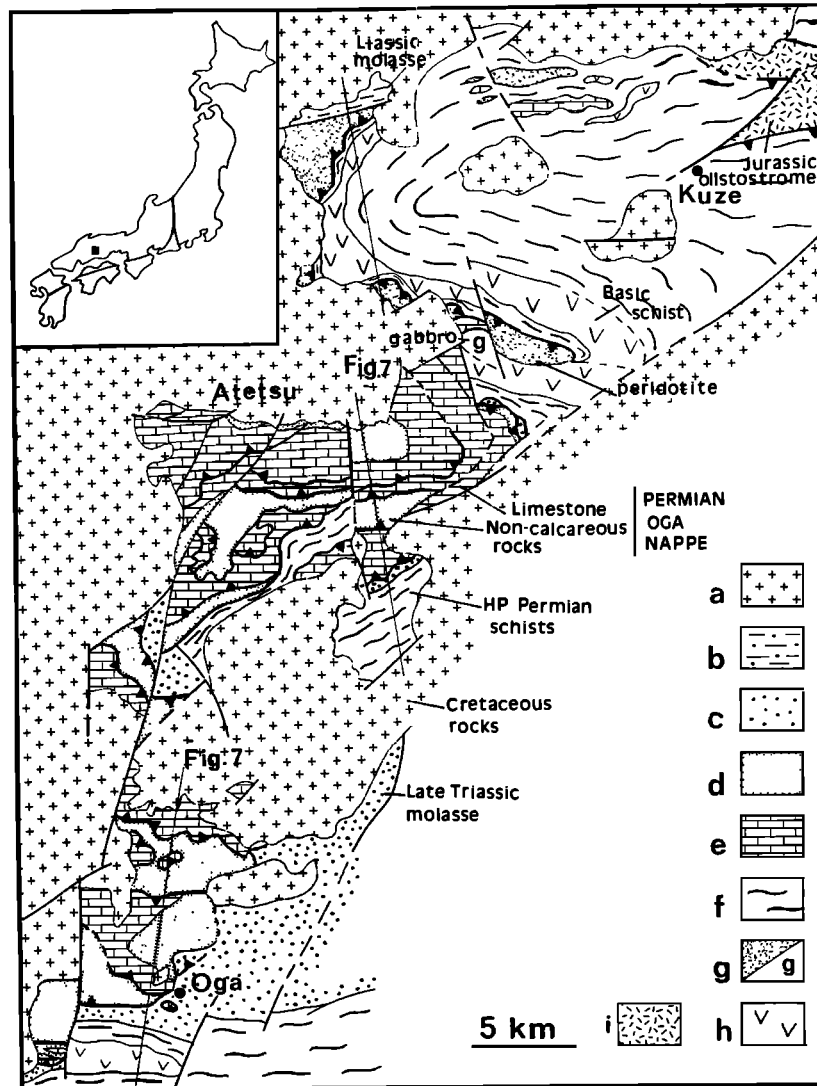 Liassic
molasse
Jurassic
olistostrome
Kuze
Basic
schist
gabbro
g
Fig.7
peridotite
Atetsu
Limestone
Non-calcareous
rocks
PERMIAN
OGA
NAPPE
HP Permian
schists
Cretaceous
rocks
Fig.7
Late Triassic
molasse
Oga
5 km
a
b
c
d
e
f
g
g
i
h